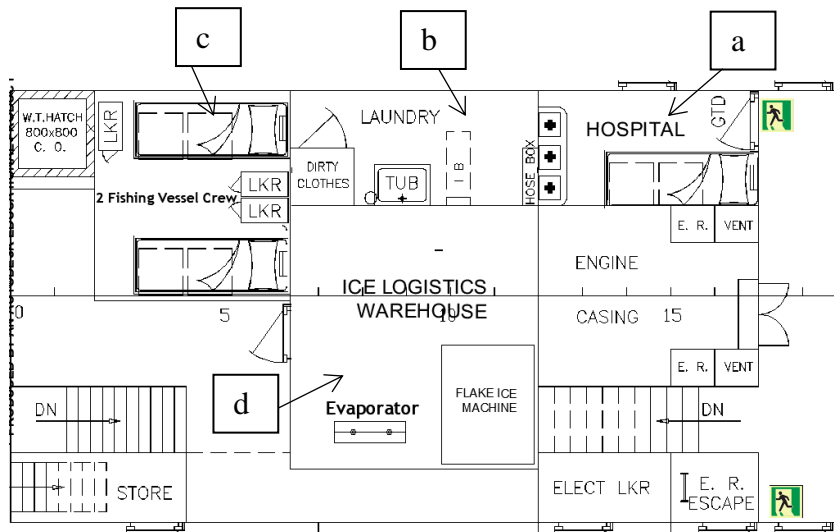 c
b
a
W.T.HATCH
800x800
C. O.
LKR
LAUNDRY
HOSPITAL
GTD
DIRTY
CLOTHES
TUB
I B
HOSE BOX
2 Fishing Vessel Crew
LKR
LKR
E. R.
VENT
ENGINE
ICE LOGISTICS
WAREHOUSE
CASING
0
5
10
15
E. R.
VENT
d
FLAKE ICE
MACHINE
Evaporator
DN
DN
STORE
ELECT LKR
E. R.
ESCAPE